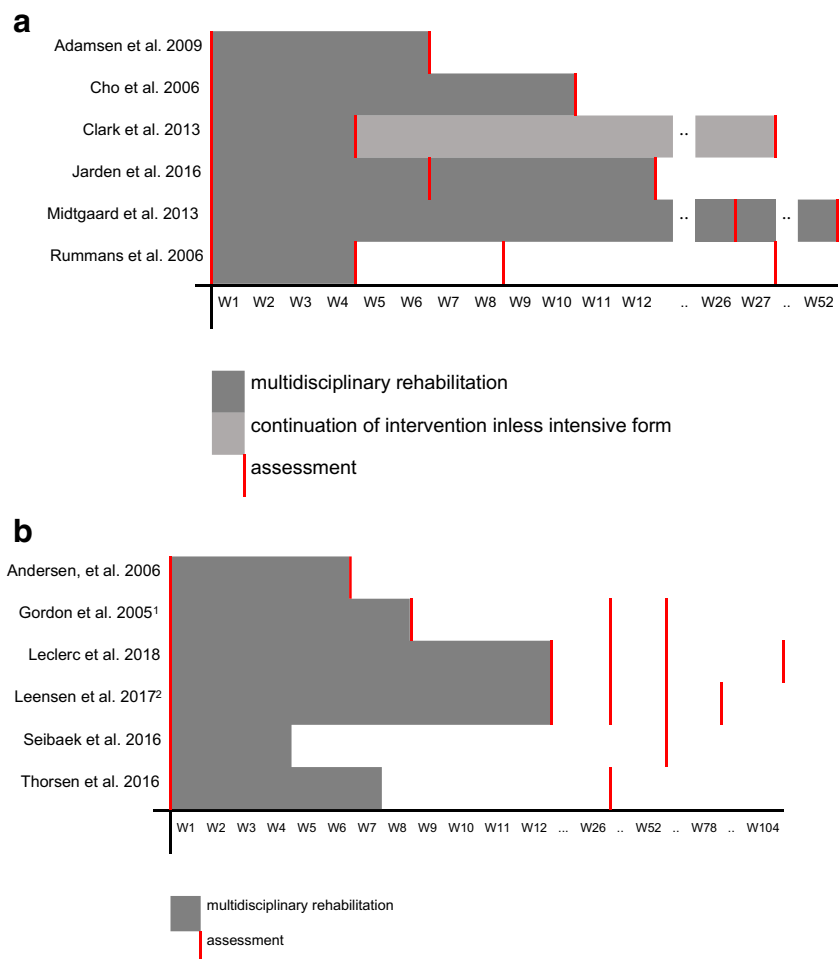 a
Adamsen et al. 2009
Cho et al. 2006
Clark et al. 2013
..
Jarden et al. 2016
Midtgaard et al. 2013
.. ..
Rummans et al. 2006
W1 W2 W3 W4 W5 W6 W7 W8 W9 W10 W11 W12 .. W26 W27 .. W52
multidisciplinary rehabilitation
continuation of intervention inless intensive form
assessment
b
Andersen, et al. 2006
Gordon et al. 2005¹
Leclerc et al. 2018
Leensen et al. 2017²
Seibaek et al. 2016
Thorsen et al. 2016
W1 W2 W3 W4 W5 W6 W7 W8 W9 W10 W11 W12 ... W26 .. W52 .. W78 .. W104
multidisciplinary rehabilitation
assessment